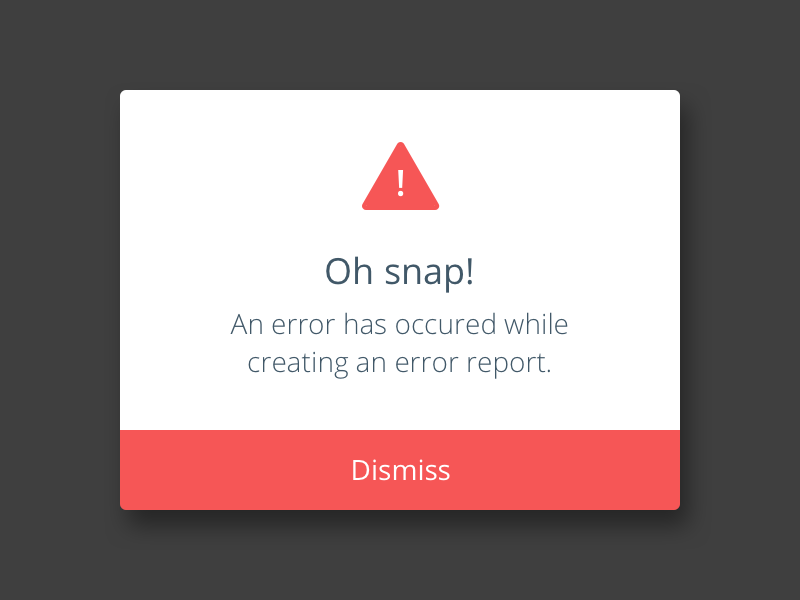 !
Oh snap!
An error has occured while
creating an error report.
Dismiss